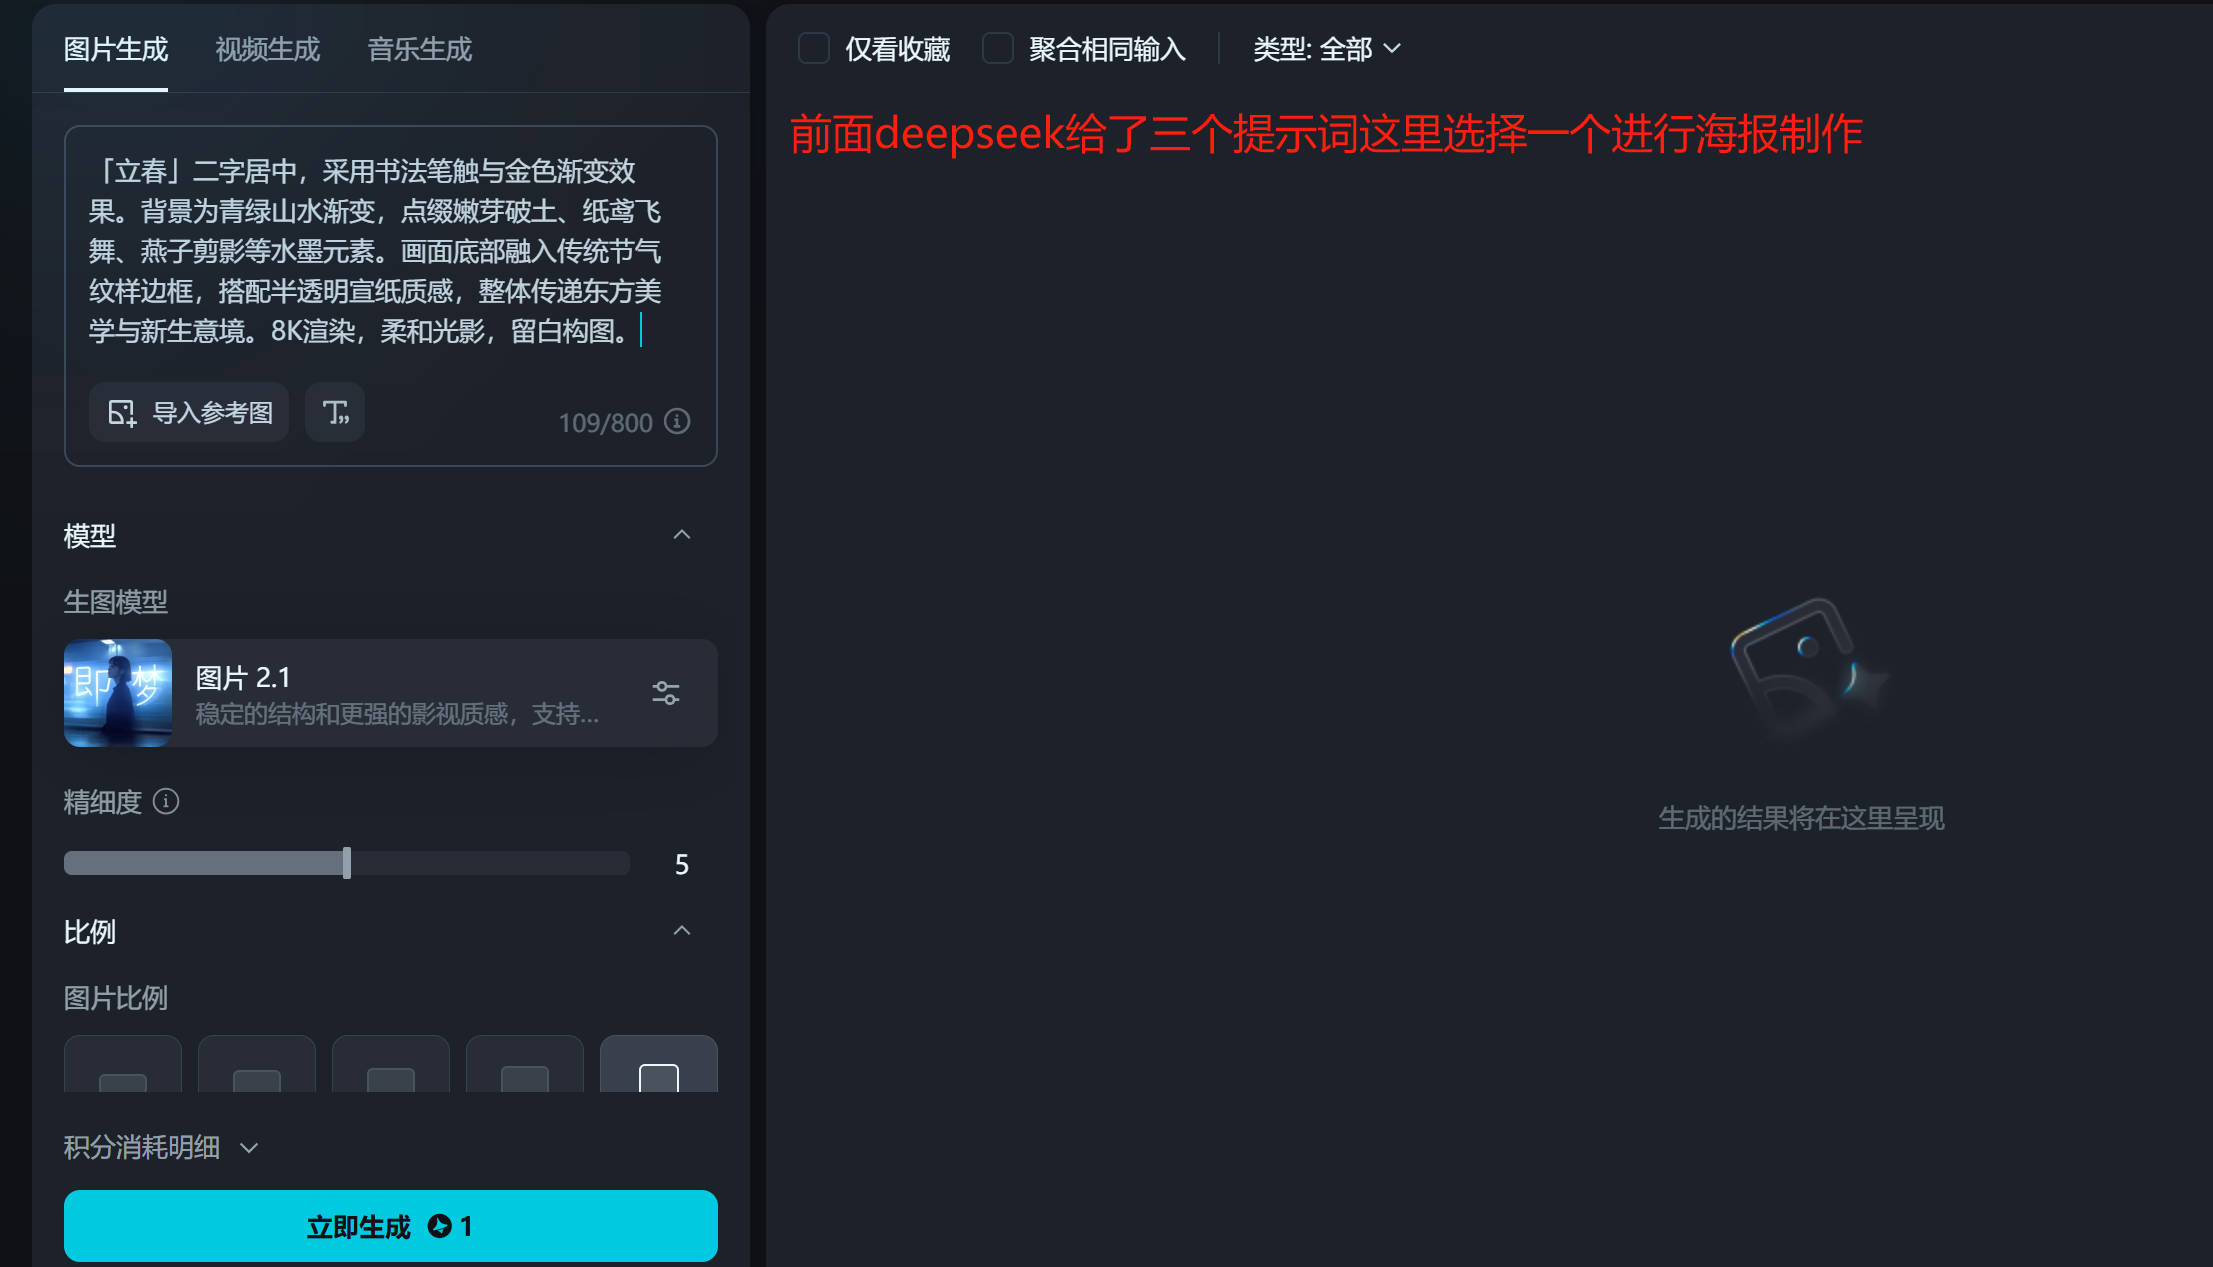 图片生成 视频生成 音乐生成
「立春」二字居中，采用书法笔触与金色渐变效
果。背景为青绿山水渐变，点缀嫩芽破土、纸鸢飞
舞、燕子剪影等水墨元素。画面底部融入传统节气
纹样边框，搭配半透明宣纸质感，整体传递东方美
学与新生意境。8K渲染，柔和光影，留白构图。
导入参考图 109/800
模型
生图模型
即梦
图片 2.1
稳定的结构和更强的影视质感，支持...
精细度
5
比例
图片比例
积分消耗明细
立即生成 1
仅看收藏 聚合相同输入 类型: 全部
前面deepseek给了三个提示词这里选择一个进行海报制作
生成的结果将在这里呈现